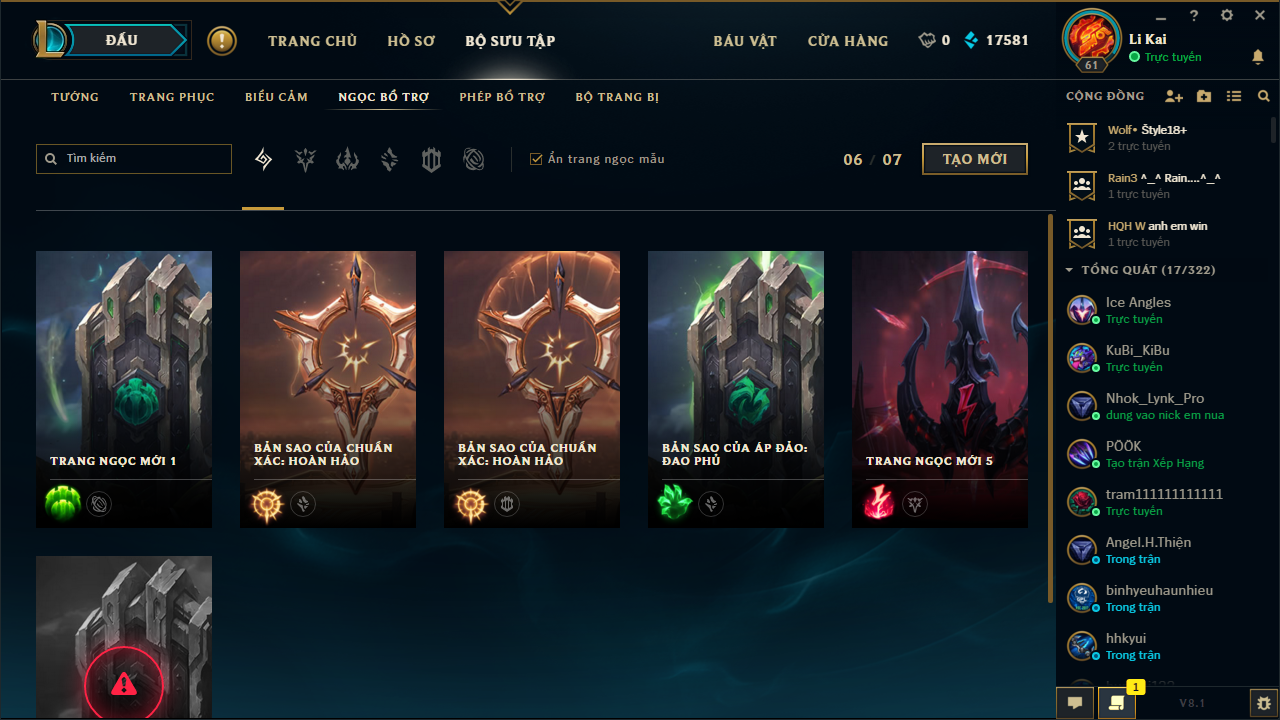 ĐẤU
TRANG CHỦ
HỒ SƠ
BỘ SƯU TẬP
BÁU VẬT
CỬA HÀNG
0
17581
61
Li Kai
Trực tuyến
TƯỚNG
TRANG PHỤC
BIỂU CẢM
NGỌC BỔ TRỢ
PHÉP BỔ TRỢ
BỘ TRANG BỊ
Tìm kiếm
Ẩn trang ngọc mẫu
06 / 07
TẠO MỚI
TRANG NGỌC MỚI 1
BẢN SAO CỦA CHUẨN
XÁC: HOÀN HẢO
BẢN SAO CỦA CHUẨN
XÁC: HOÀN HẢO
BẢN SAO CỦA ÁP ĐẢO:
ĐAO PHỦ
TRANG NGỌC MỚI 5
CỘNG ĐỒNG
Wolf• Štyle18+
2 trực tuyến
Rain3 ^_^ Rain....^_^
1 trực tuyến
HQH W anh em win
1 trực tuyến
TỔNG QUÁT (17/322)
Ice Angles
Trực tuyến
KuBi_KiBu
Trực tuyến
Nhok_Lynk_Pro
dung vao nick em nua
PÕÕK
Tạo trận Xếp Hạng
tram111111111111
Trực tuyến
Angel.H.Thiện
Trong trận
binhyeuhaunhieu
Trong trận
hhkyui
Trong trận
1
V8.1